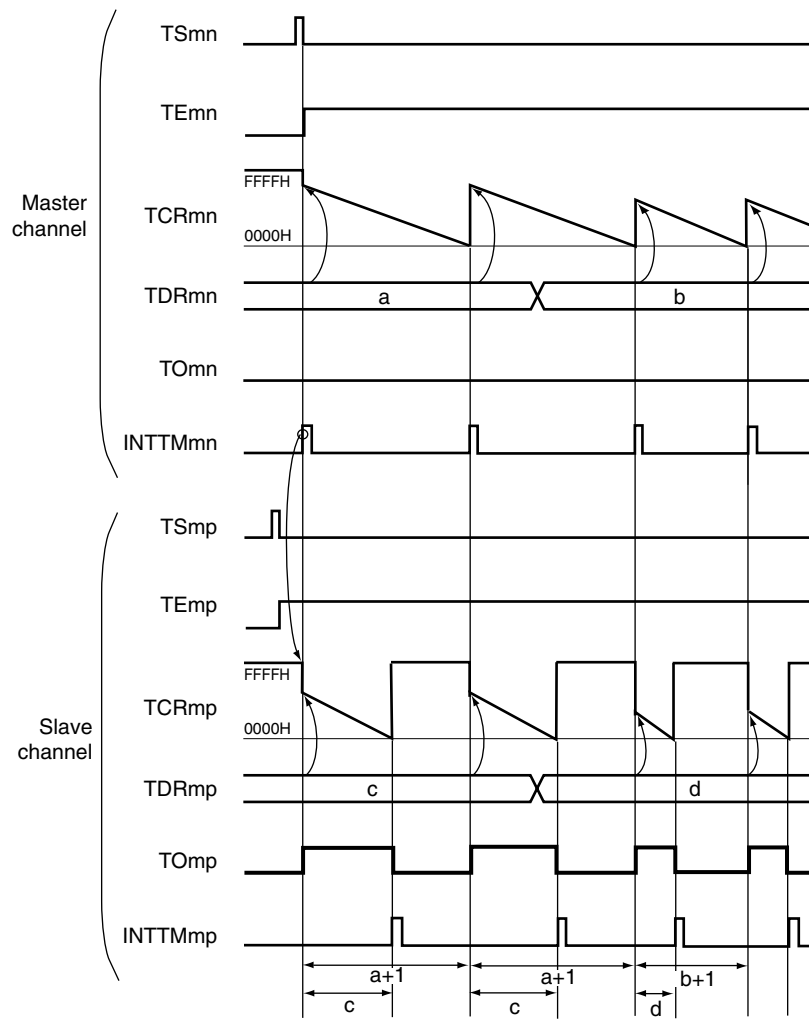 TSmn
TEmn
FFFFH
Master
channel
TCRmn
0000H
TDRmn
a
b
TOmn
INTTMmn
TSmp
TEmp
FFFFH
TCRmp
Slave
channel
0000H
TDRmp
c
d
TOmp
INTTMmp
a+1
a+1
b+1
c
c
d